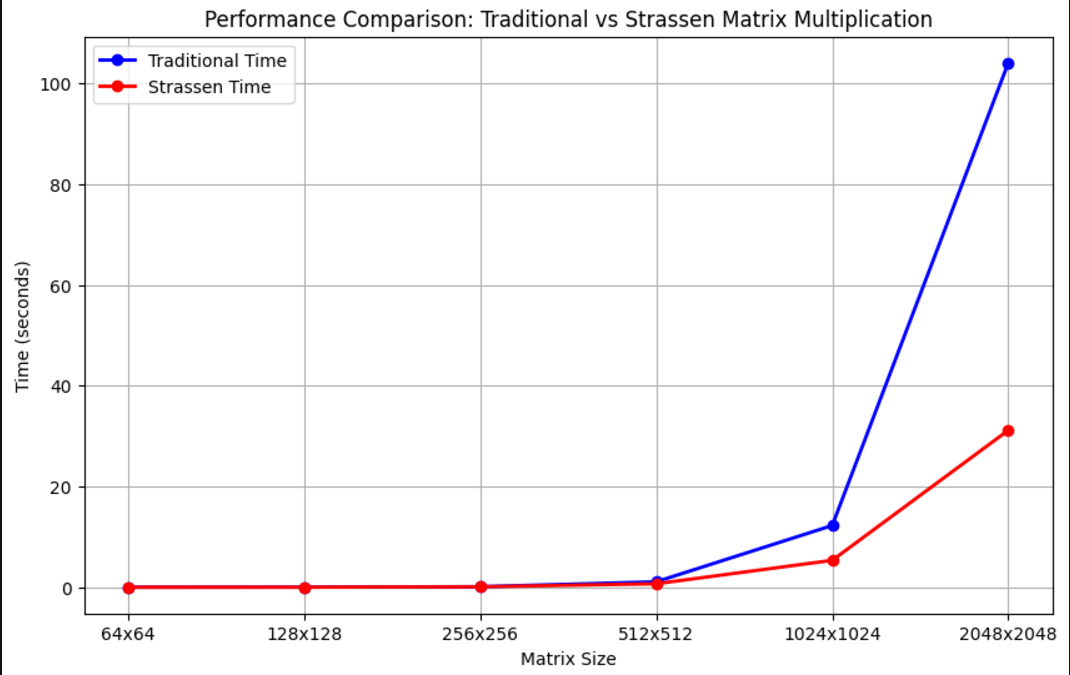 Performance Comparison: Traditional vs Strassen Matrix Multiplication
Traditional Time
Strassen Time
Time (seconds)
100
80
60
40
20
0
64x64 128x128 256x256 512x512 1024x1024 2048x2048
Matrix Size